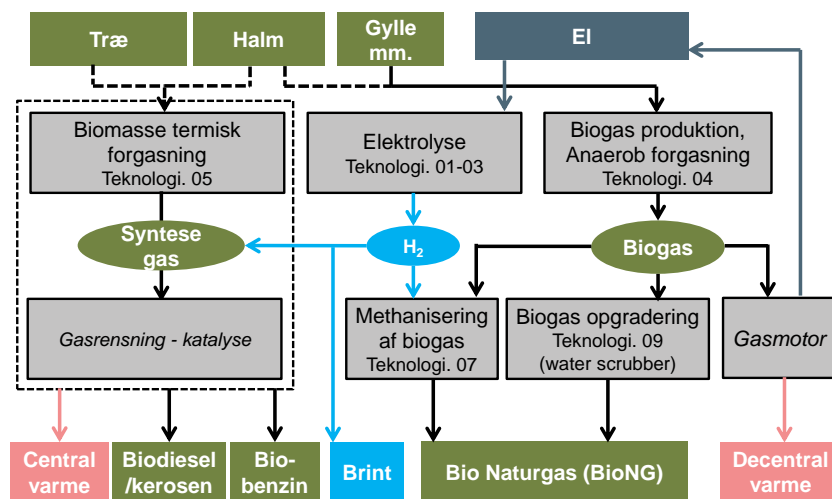 Træ
Halm
Gylle
mm.
El
Biomasse termisk
forgasning
Teknologi. 05
Elektrolyse
Teknologi. 01-03
Biogas produktion,
Anaerob forgasning
Teknologi. 04
Syntese
gas
H₂
Biogas
Gasrensning - katalyse
Methanisering
af biogas
Teknologi. 07
Biogas opgradering
Teknologi. 09
(water scrubber)
Gasmotor
Central
varme
Biodiesel
/kerosen
Bio-
benzin
Brint
Bio Naturgas (BioNG)
Decentral
varme